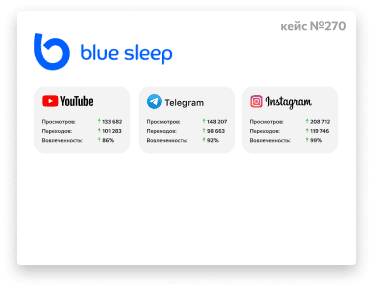 кейс №270
blue sleep
YouTube
Просмотров: 133 682
Переходов: 101 283
Вовлеченность: 86%
Telegram
Просмотров: 148 207
Переходов: 98 663
Вовлеченность: 92%
Instagram
Просмотров: 208 712
Переходов: 119 746
Вовлеченность: 99%